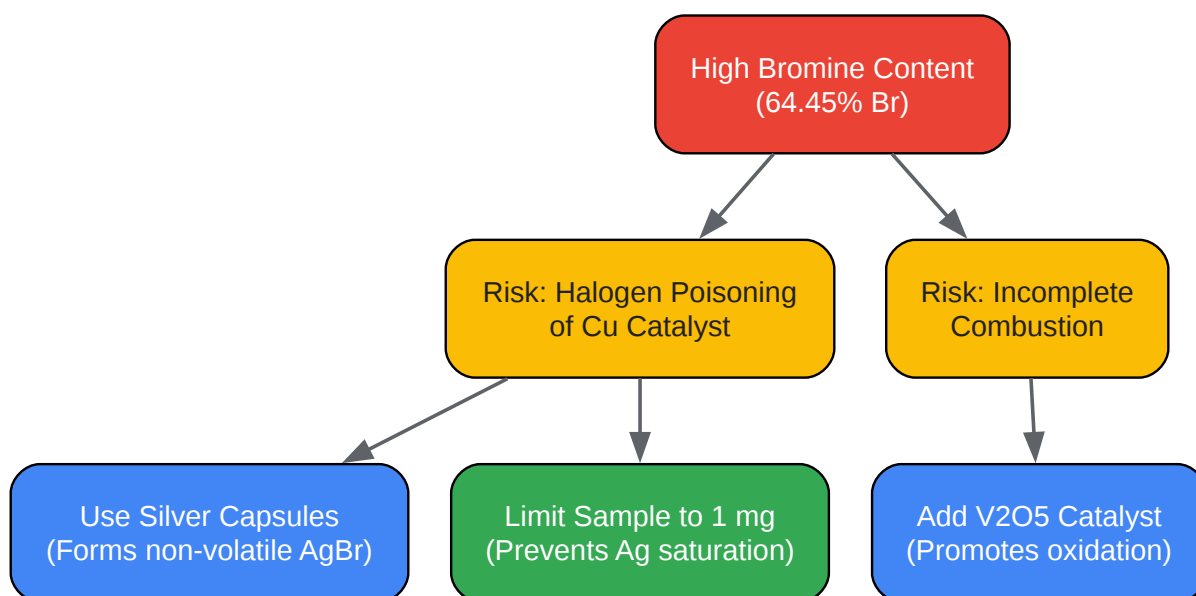 High Bromine Content
(64.45% Br)
Risk: Halogen Poisoning
of Cu Catalyst
Risk: Incomplete
Combustion
Use Silver Capsules
(Forms non-volatile AgBr)
Limit Sample to 1 mg
(Prevents Ag saturation)
Add V2O5 Catalyst
(Promotes oxidation)